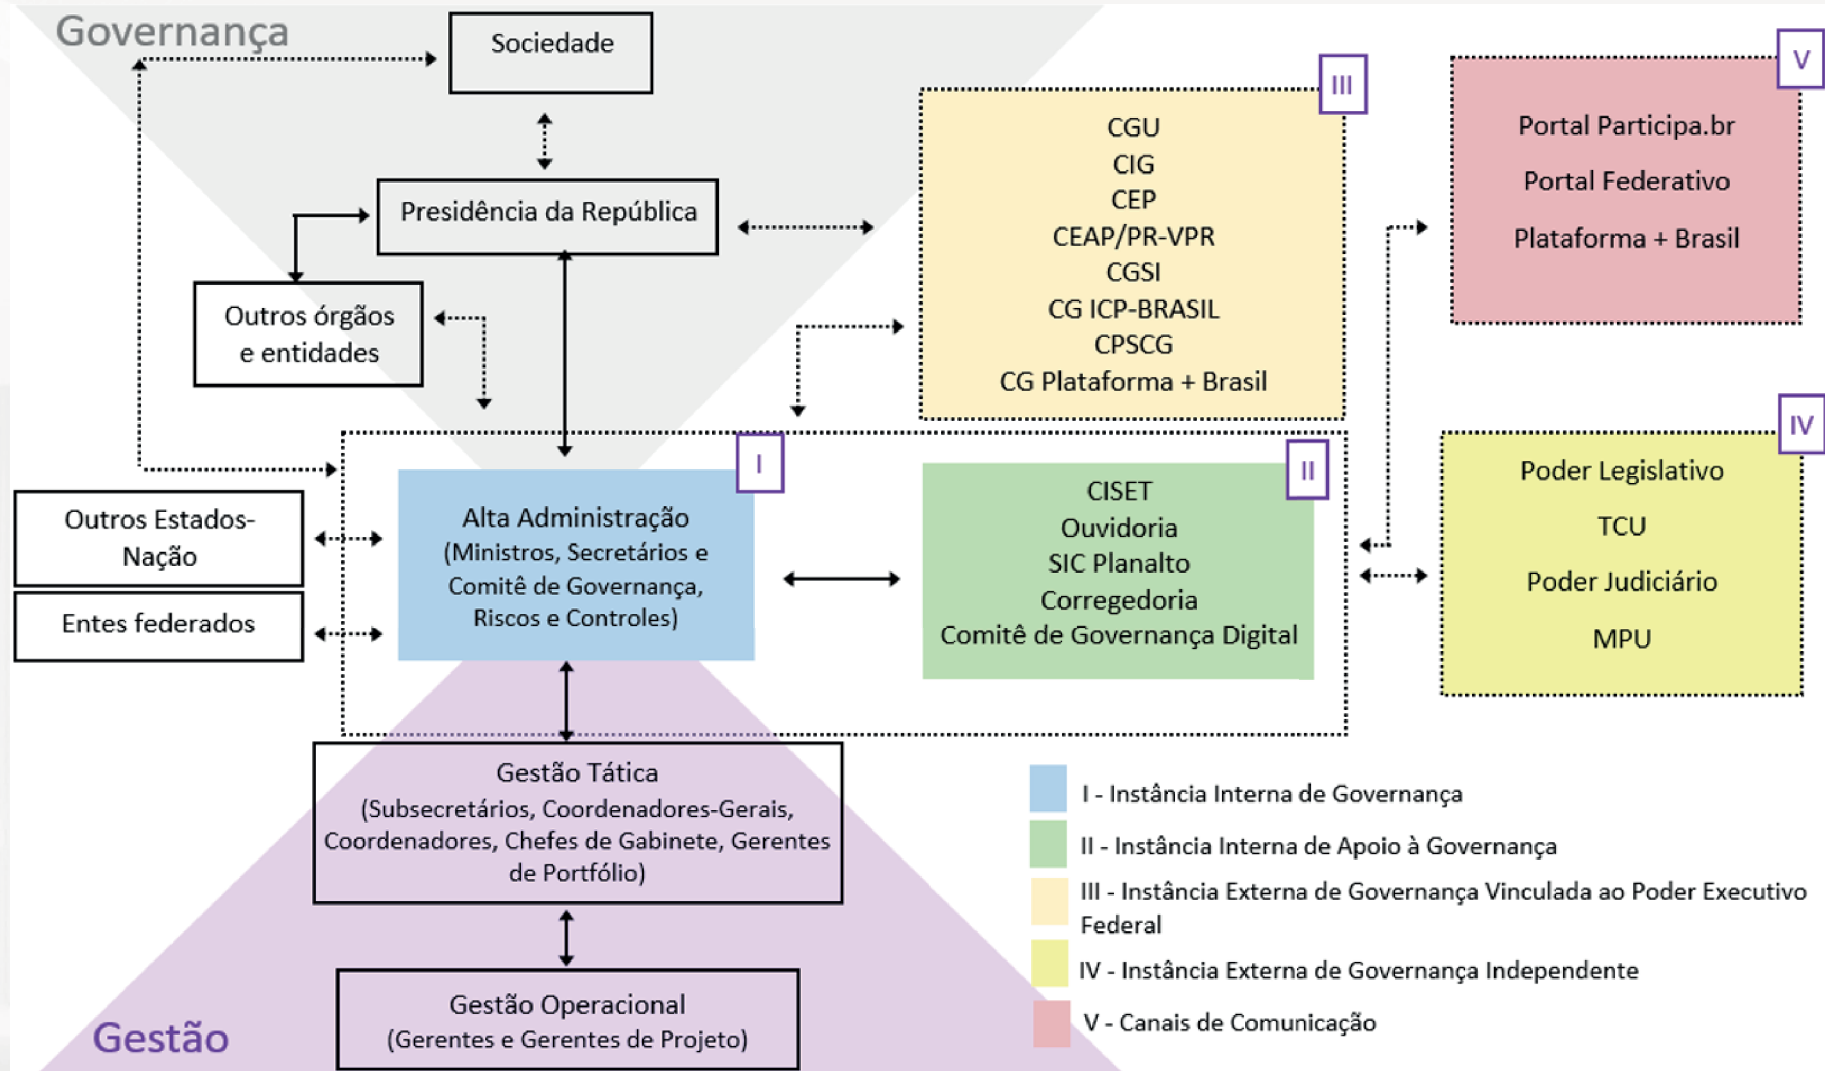 Governança
Sociedade
Presidência da República
Outros órgãos
e entidades
III
CGU
CIG
CEP
CEAP/PR-VPR
CGSI
CG ICP-BRASIL
CPSCG
CG Plataforma + Brasil
V
Portal Participa.br
Portal Federativo
Plataforma + Brasil
Outros Estados-
Nação
Entes federados
I
Alta Administração
(Ministros, Secretários e
Comitê de Governança,
Riscos e Controles)
II
CISET
Ouvidoria
SIC Planalto
Corregedoria
Comitê de Governança Digital
IV
Poder Legislativo
TCU
Poder Judiciário
MPU
Gestão Tática
(Subsecretários, Coordenadores-Gerais,
Coordenadores, Chefes de Gabinete, Gerentes
de Portfólio)
Gestão Operacional
(Gerentes e Gerentes de Projeto)
Gestão
I - Instância Interna de Governança
II - Instância Interna de Apoio à Governança
III - Instância Externa de Governança Vinculada ao Poder Executivo
Federal
IV - Instância Externa de Governança Independente
V - Canais de Comunicação